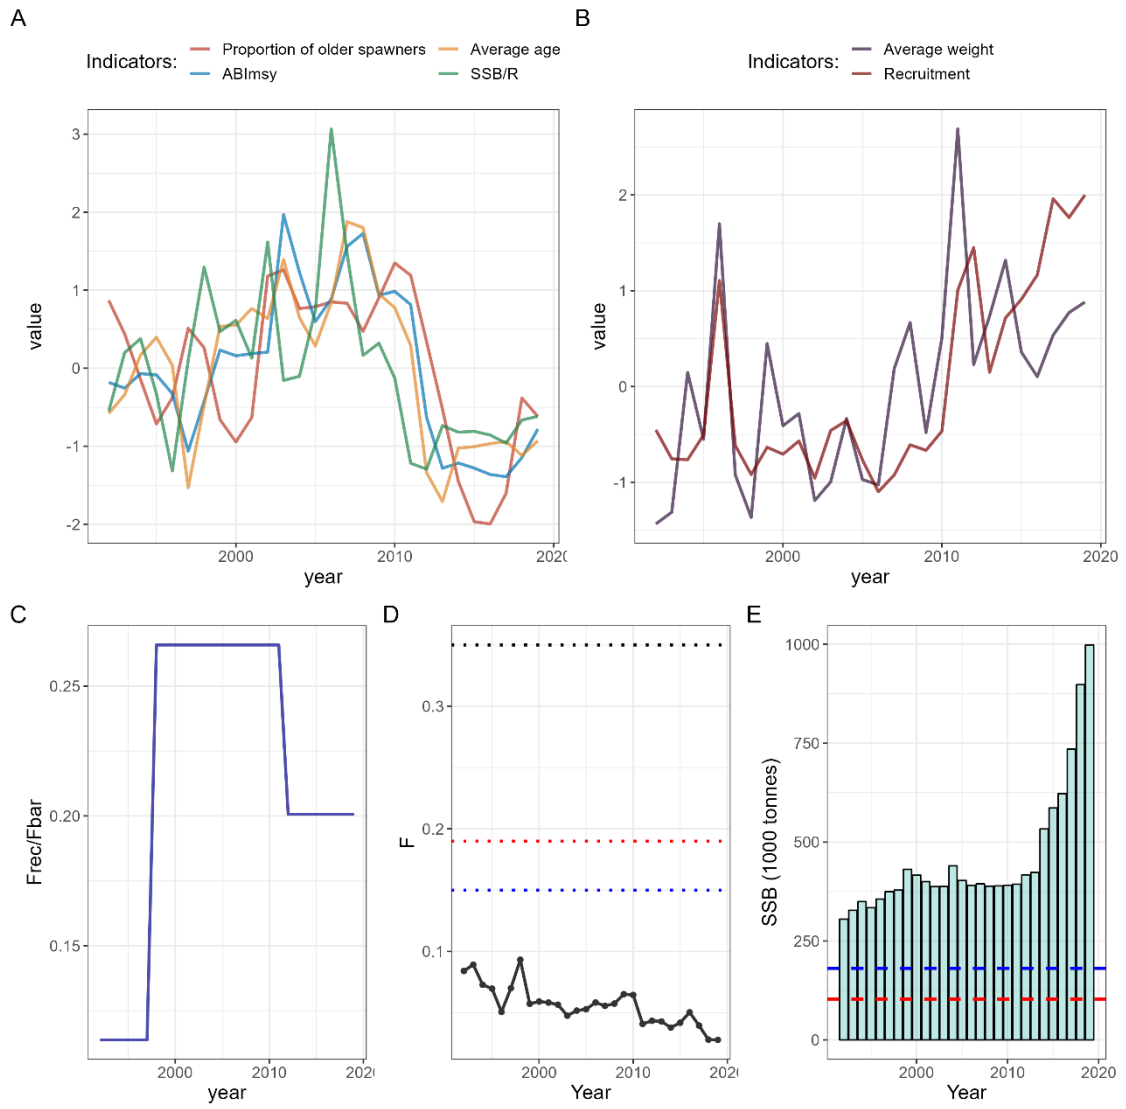 A
B
Indicators:
Proportion of older spawners
Average age
ABImsy
SSB/R
Indicators:
Average weight
Recruitment
value
3
2
1
0
-1
-2
2000
2010
2020
year
value
2
1
0
-1
2000
2010
2020
year
C
D
E
Frec/Fbar
0.25
0.20
0.15
2000
2010
202
year
F
0.3
0.2
0.1
2000
2010
202
Year
SSB (1000 tonnes)
1000
750
500
250
0
2000
2010
2020
Year